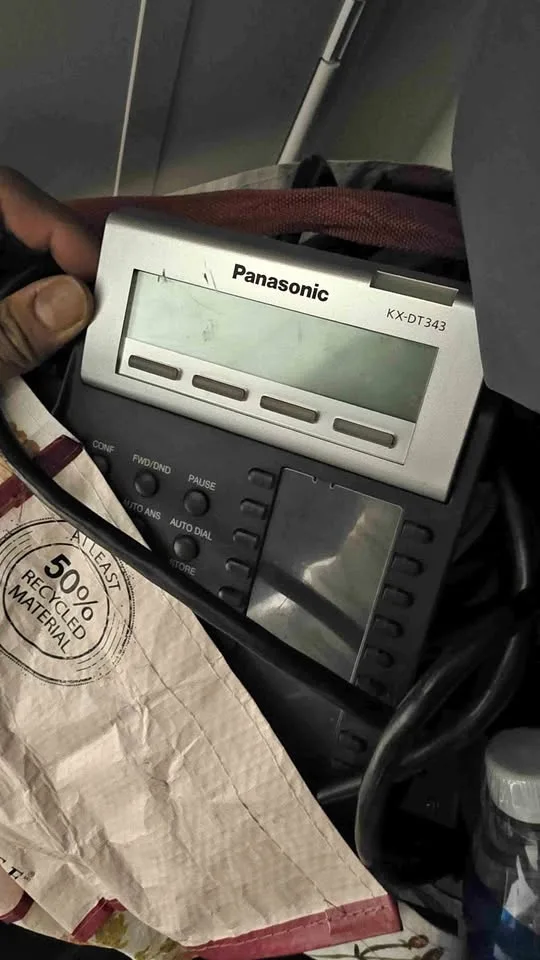 Panasonic
KX-DT343
CONF
FWD/DND
PAUSE
AUTO ANS
AUTO DIAL
STORE
AT LEAST
50%
RECYCLED
MATERIAL